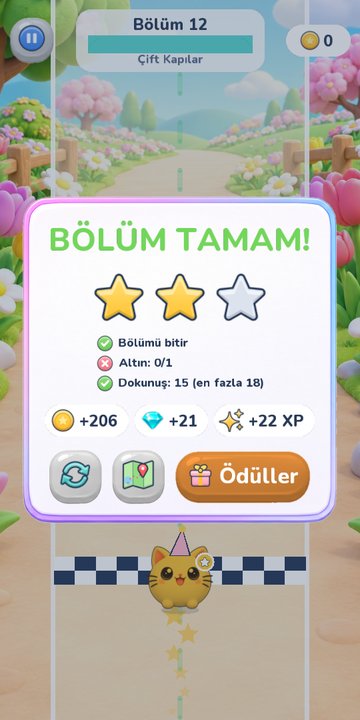 Bölüm 12
Çift Kapılar
0
BÖLÜM TAMAM!
Bölümü bitir
Altın: 0/1
Dokunuş: 15 (en fazla 18)
+206
+21
+22 XP
Ödüller